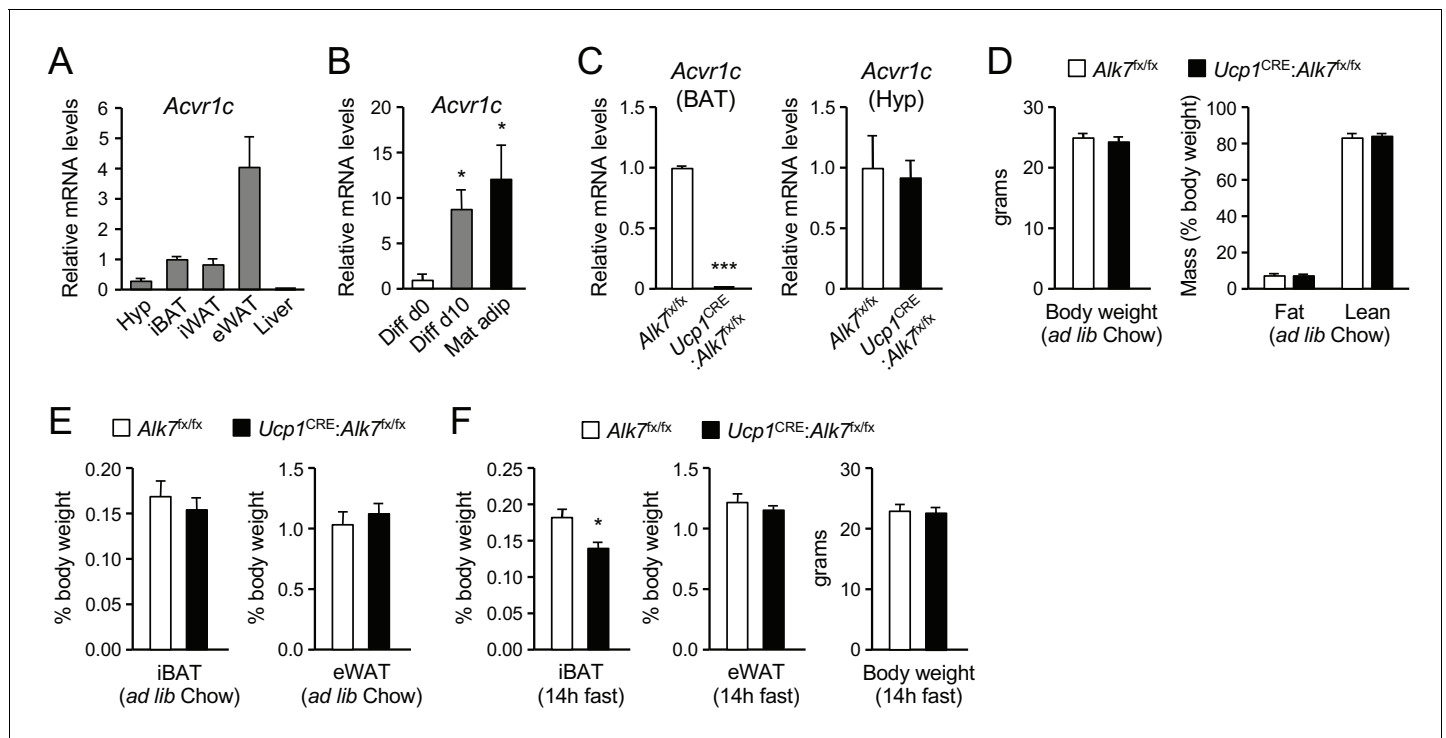 A
Acvr1c
Relative mRNA levels
6
5
4
3
2
1
0
Hyp
iBAT
iWAT
eWAT
Liver
B
Acvr1c
Relative mRNA levels
20
15
10
5
0
*
*
Diff d0
Diff d10
Mat adip
C
Acvr1c
(BAT)
Relative mRNA levels
1.5
1.0
0.5
0
***
Alk7fx/fx
Ucp1CRE
:Alk7fx/fx
Acvr1c
(Hyp)
Relative mRNA levels
1.5
1.0
0.5
0
Alk7fx/fx
Ucp1CRE
:Alk7fx/fx
D
Alk7fx/fx
Ucp1CRE:Alk7fx/fx
grams
30
20
10
0
Body weight
(ad lib Chow)
Mass (% body weight)
100
80
60
40
20
0
Fat
Lean
(ad lib Chow)
E
Alk7fx/fx
Ucp1CRE:Alk7fx/fx
% body weight
0.20
0.15
0.10
0.05
0.00
iBAT
(ad lib Chow)
% body weight
1.5
1.0
0.5
0.0
eWAT
(ad lib Chow)
F
Alk7fx/fx
Ucp1CRE:Alk7fx/fx
% body weight
0.25
0.20
0.15
0.10
0.05
0.00
*
iBAT
(14h fast)
% body weight
1.5
1.2
1.0
0.5
0.0
eWAT
(14h fast)
grams
30
20
10
0
Body weight
(14h fast)